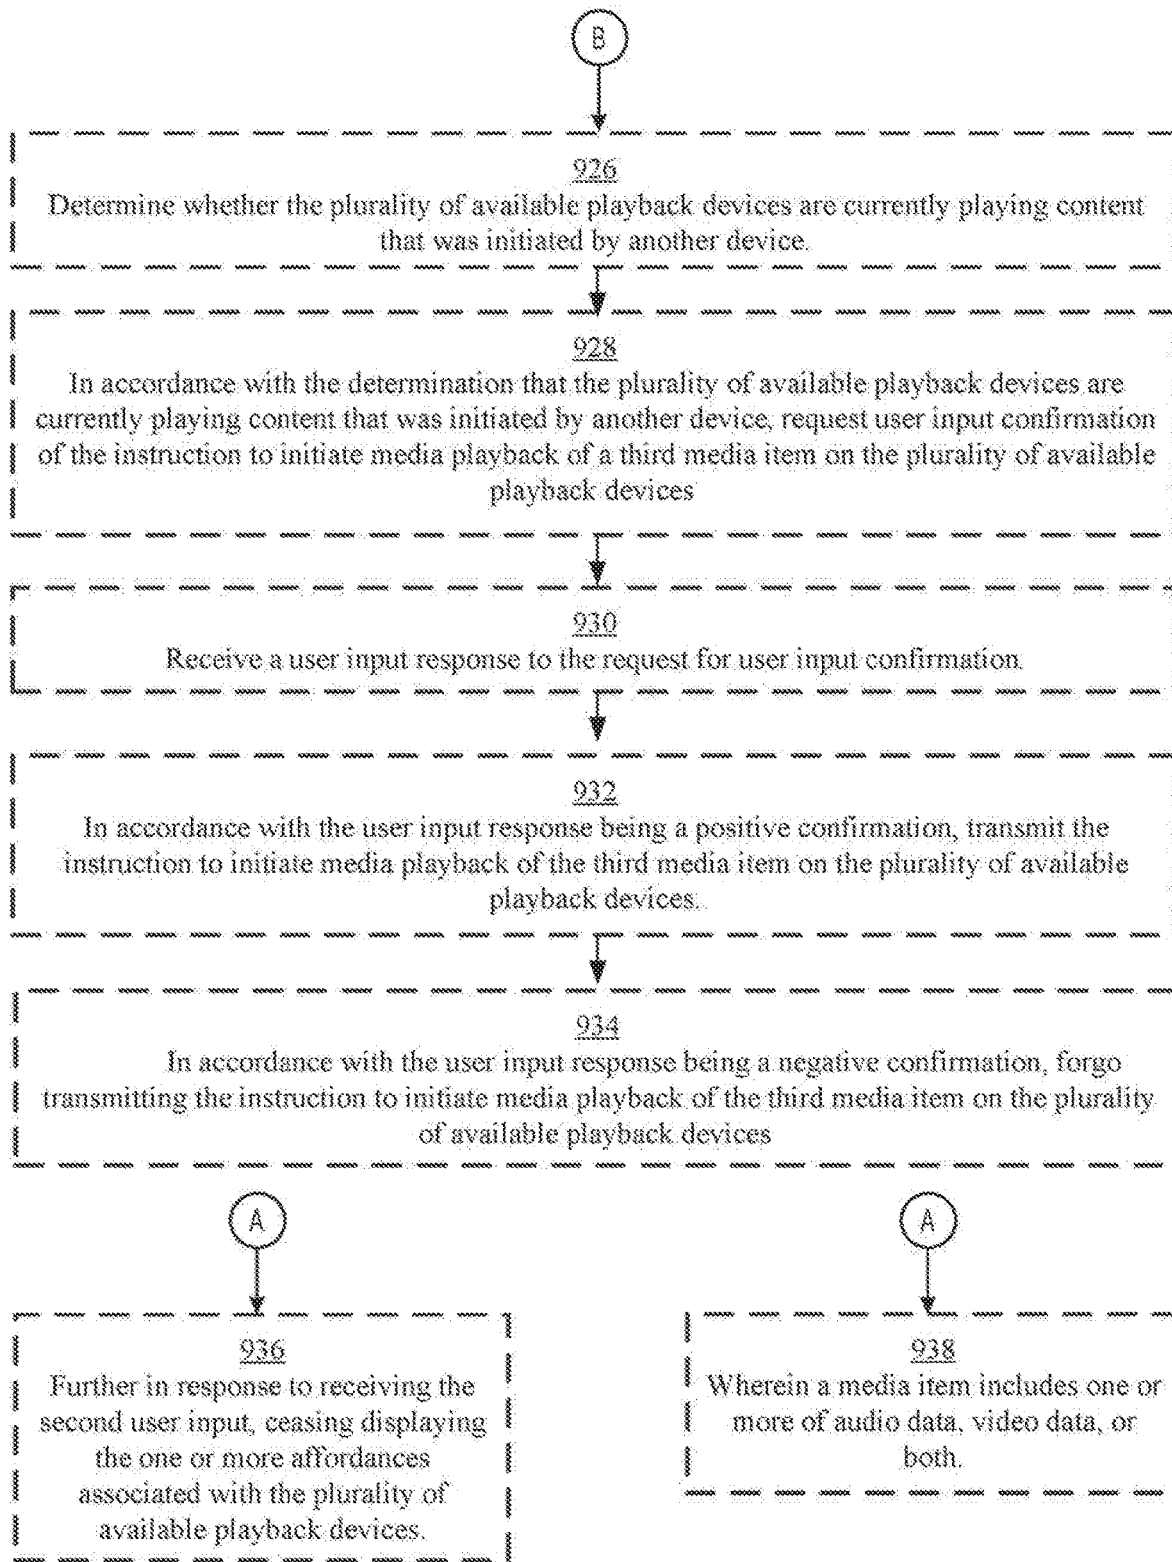 B
926
Determine whether the plurality of available playback devices are currently playing content
that was initiated by another device.
928
In accordance with the determination that the plurality of available playback devices are
currently playing content that was initiated by another device, request user input confirmation
of the instruction to initiate media playback of a third media item on the plurality of available
playback devices
930
Receive a user input response to the request for user input confirmation.
932
In accordance with the user input response being a positive confirmation, transmit the
instruction to initiate media playback of the third media item on the plurality of available
playback devices.
934
In accordance with the user input response being a negative confirmation, forgo
transmitting the instruction to initiate media playback of the third media item on the plurality
of available playback devices
A
936
Further in response to receiving the
second user input, ceasing displaying
the one or more affordances
associated with the plurality of
available playback devices.
A
938
Wherein a media item includes one or
more of audio data, video data, or
both.